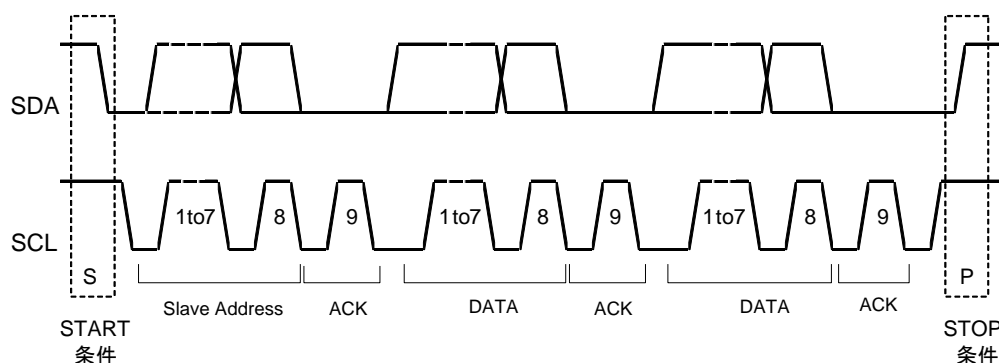 SDA
1to7 8 9 1to7 8 9 1to7 8 9
SCL
S P
Slave Address ACK DATA ACK DATA ACK
START STOP
条件 条件